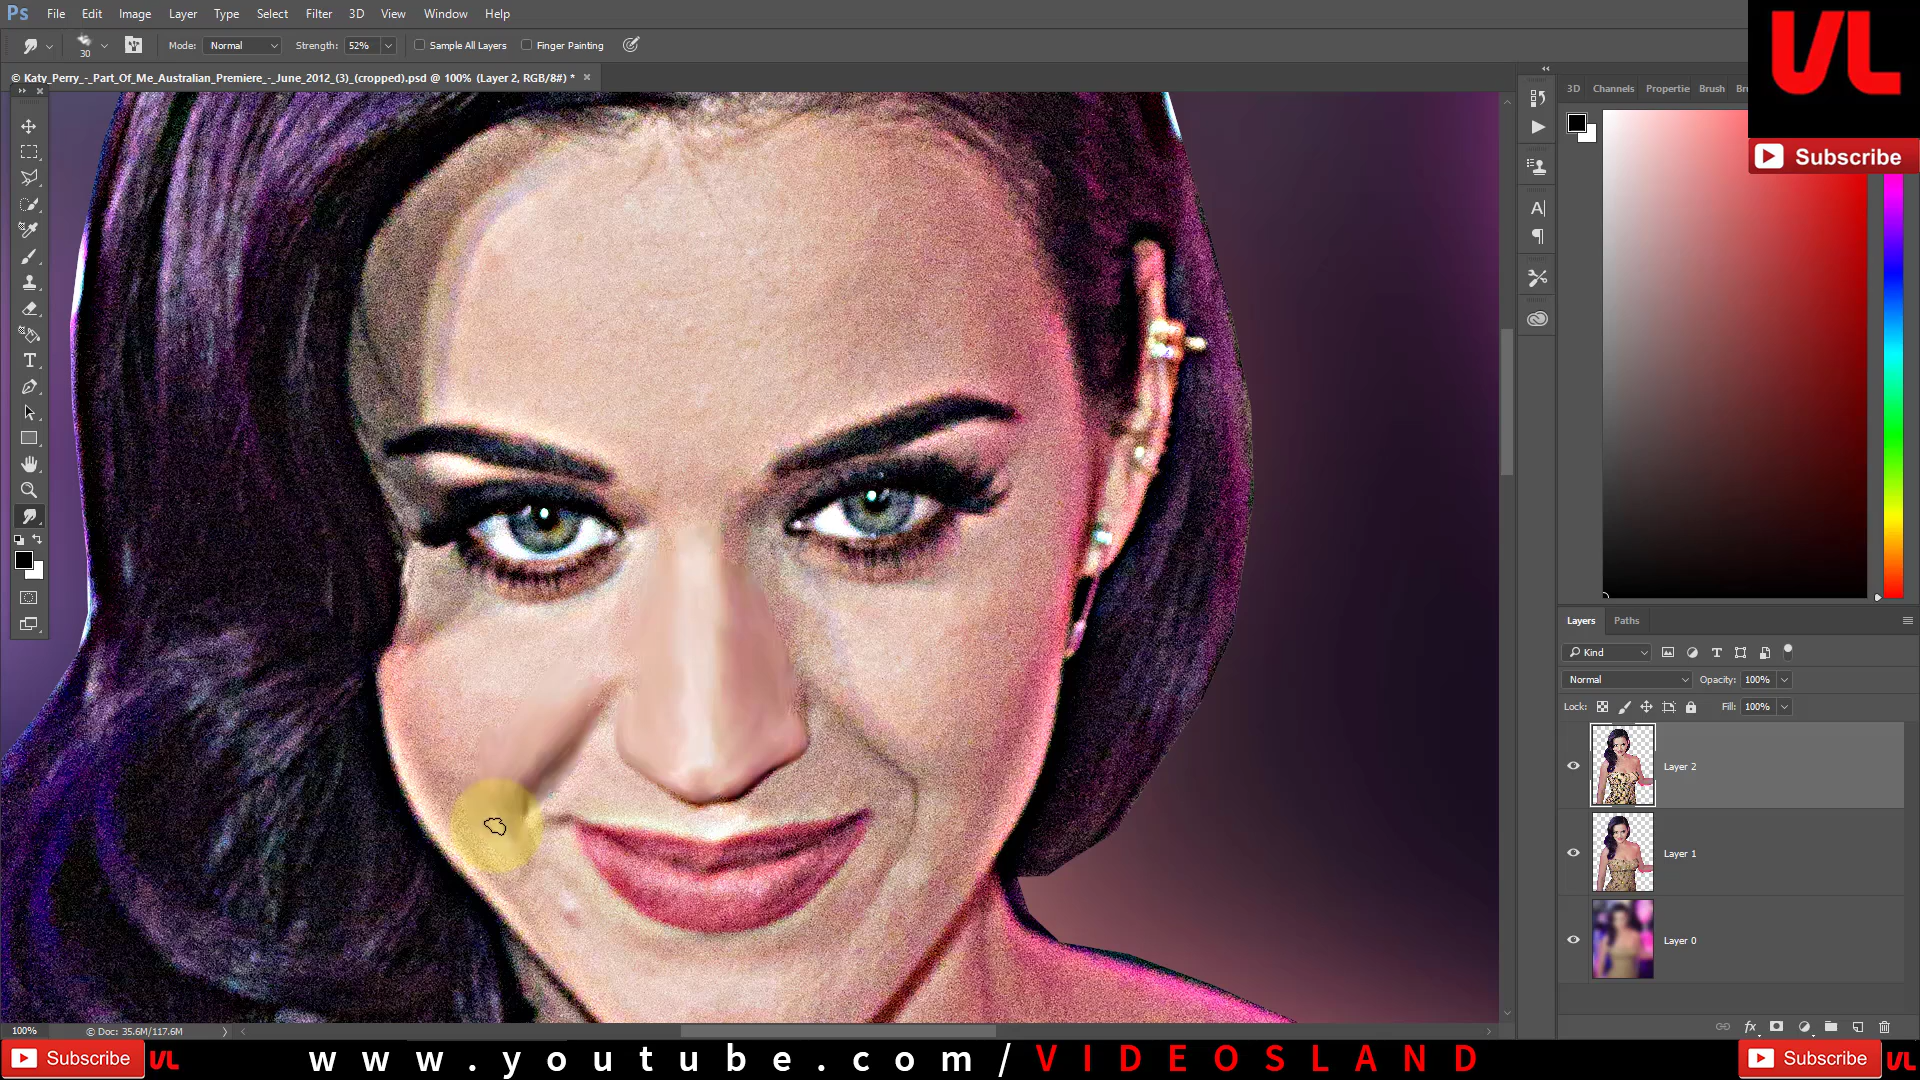 Ps File Edit Image Layer Type Select Filter 3D View Window Help
30 Mode: Normal Strength: 52% Sample All Layers Finger Painting
© Katy_Perry_-_Part_Of_Me_Australian_Premiere_-_June_2012_(3)_(cropped).psd @ 100% (Layer 2, RGB/8#) *
3D Channels Propertie Brush Br
VL
Subscribe
Layers Paths
Kind
Normal Opacity: 100%
Lock: Fill: 100%
Layer 2
Layer 1
Layer 0
100% © Doc: 35.6M/117.6M
Subscribe VL www.youtube.com/VIDEOSLAND Subscribe VL